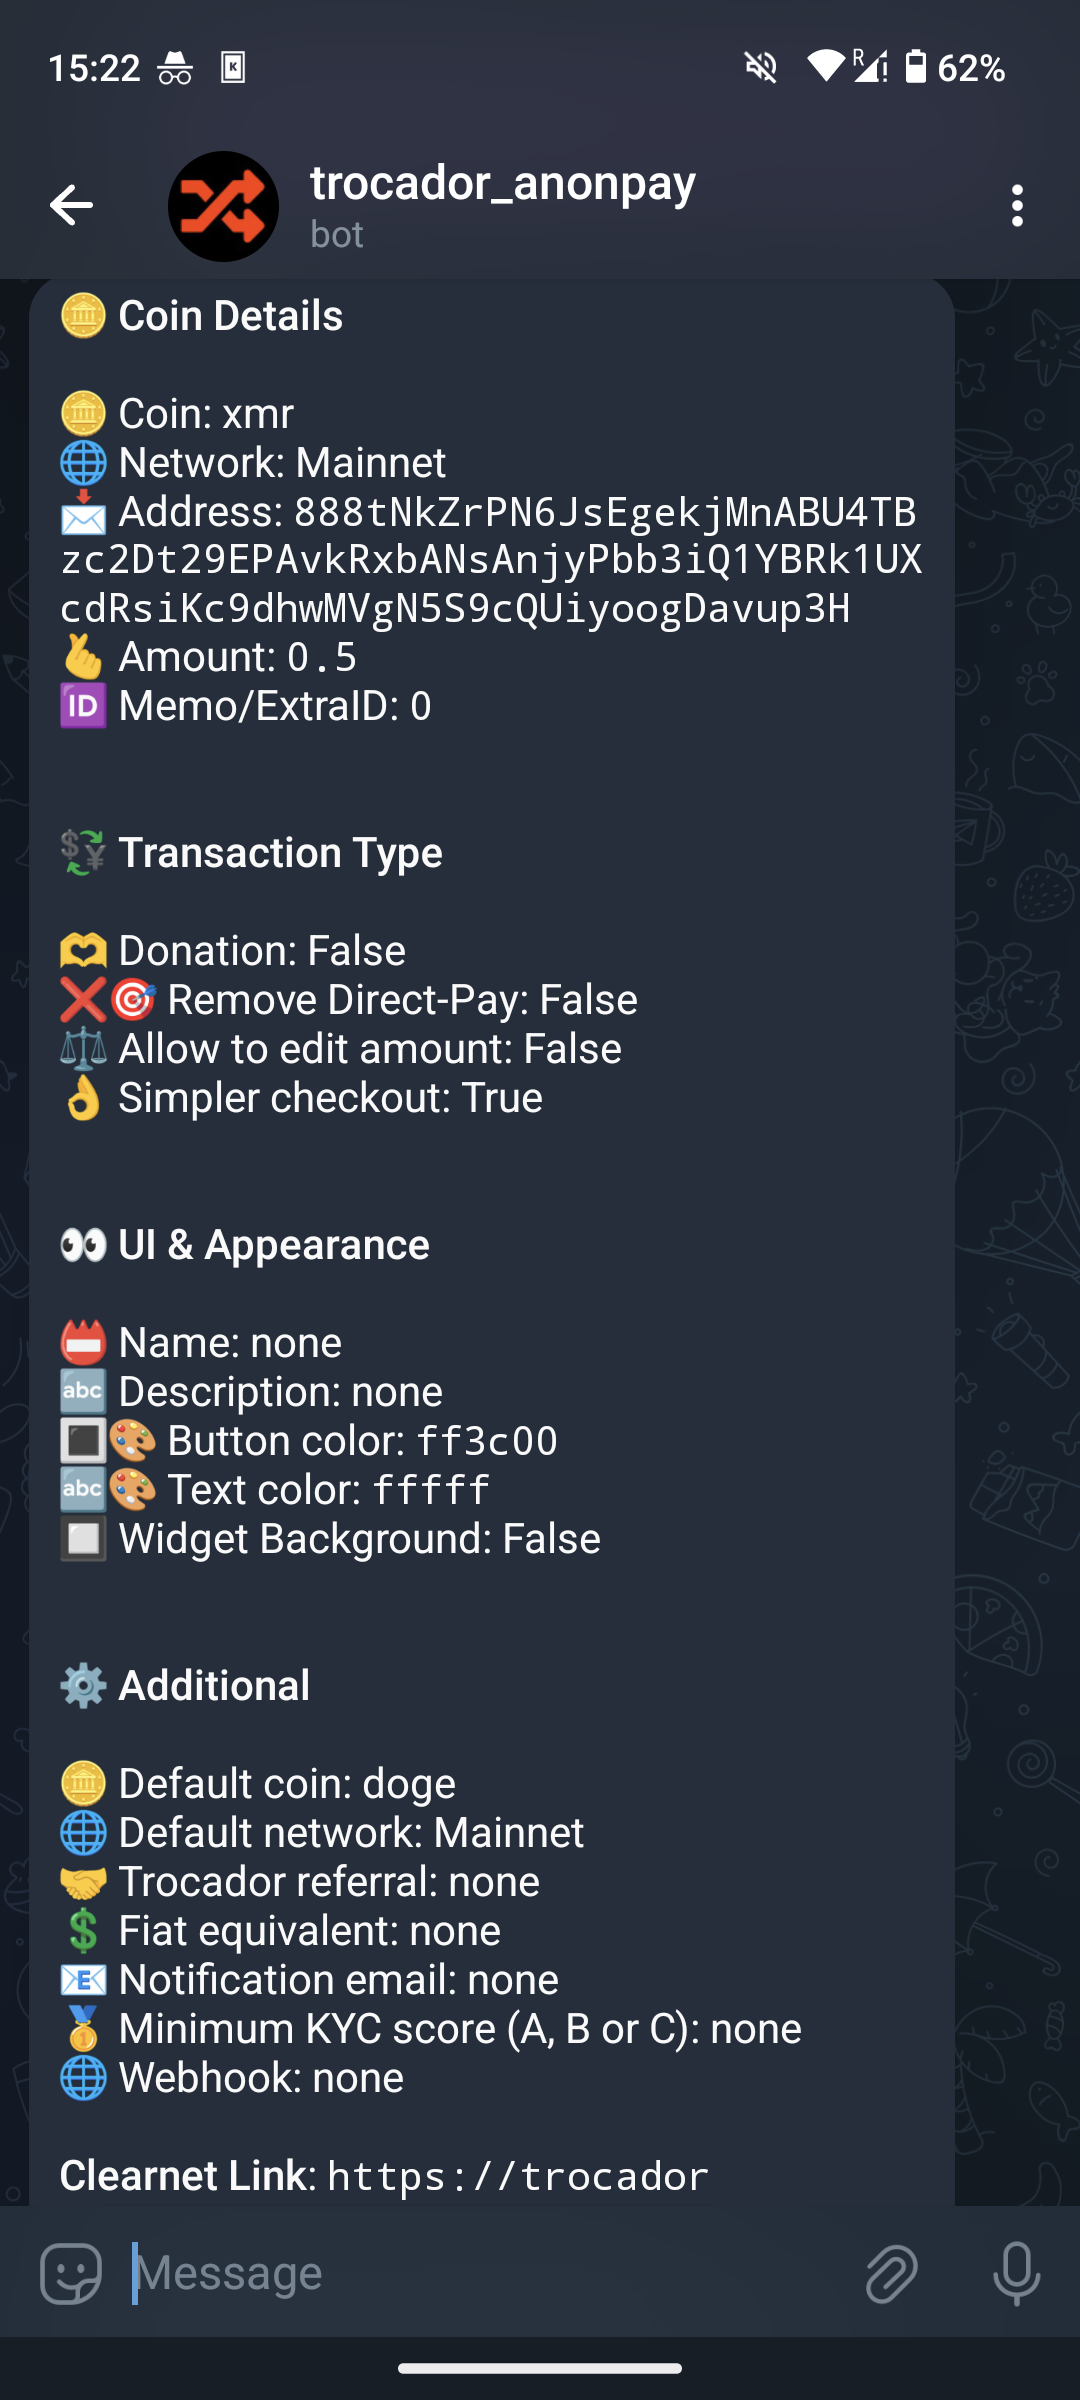 15:22
R
62%
trocador_anonpay
bot
🪙 Coin Details
🪙 Coin: xmr
🌐 Network: Mainnet
📩 Address: 888tNkZrPN6JsEgekjMnABU4TB
zc2Dt29EPAvkRxbANsAnjyPbb3iQ1YBRk1UX
cdRsiKc9dhwMVgN5S9cQUiyoogDavup3H
🫰 Amount: 0.5
🆔 Memo/ExtraID: 0
💱 Transaction Type
🫶 Donation: False
❌🎯 Remove Direct-Pay: False
⚖️ Allow to edit amount: False
👌 Simpler checkout: True
👀 UI & Appearance
📛 Name: none
🔤 Description: none
🔳🎨 Button color: ff3c00
🔤🎨 Text color: fffff
🔲 Widget Background: False
⚙️ Additional
🪙 Default coin: doge
🌐 Default network: Mainnet
🤝 Trocador referral: none
💲 Fiat equivalent: none
📧 Notification email: none
🥇 Minimum KYC score (A, B or C): none
🌐 Webhook: none
Clearnet Link: https://trocador
Message